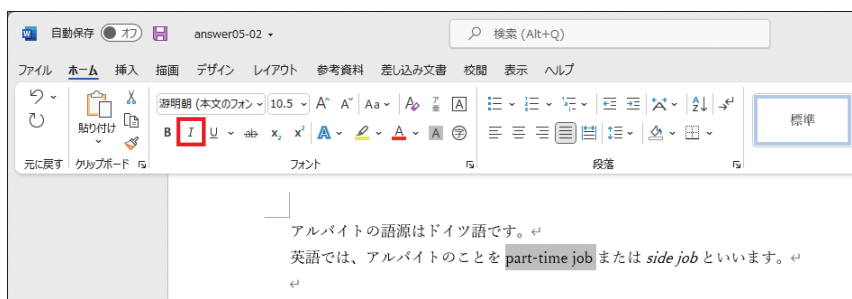 自動保存 オフ answer05-02 検索 (Alt+Q)
ファイル ホーム 挿入 描画 デザイン レイアウト 参考資料 差し込み文書 校閲 表示 ヘルプ
游明朝 (本文のフォン 10.5 A A Aa A ア亜 A
貼り付け B I U ab x₂ x² A A A 字 標準
元に戻す クリップボード フォント 段落
アルバイトの語源はドイツ語です。
英語では、アルバイトのことを part-time job または side job といいます。